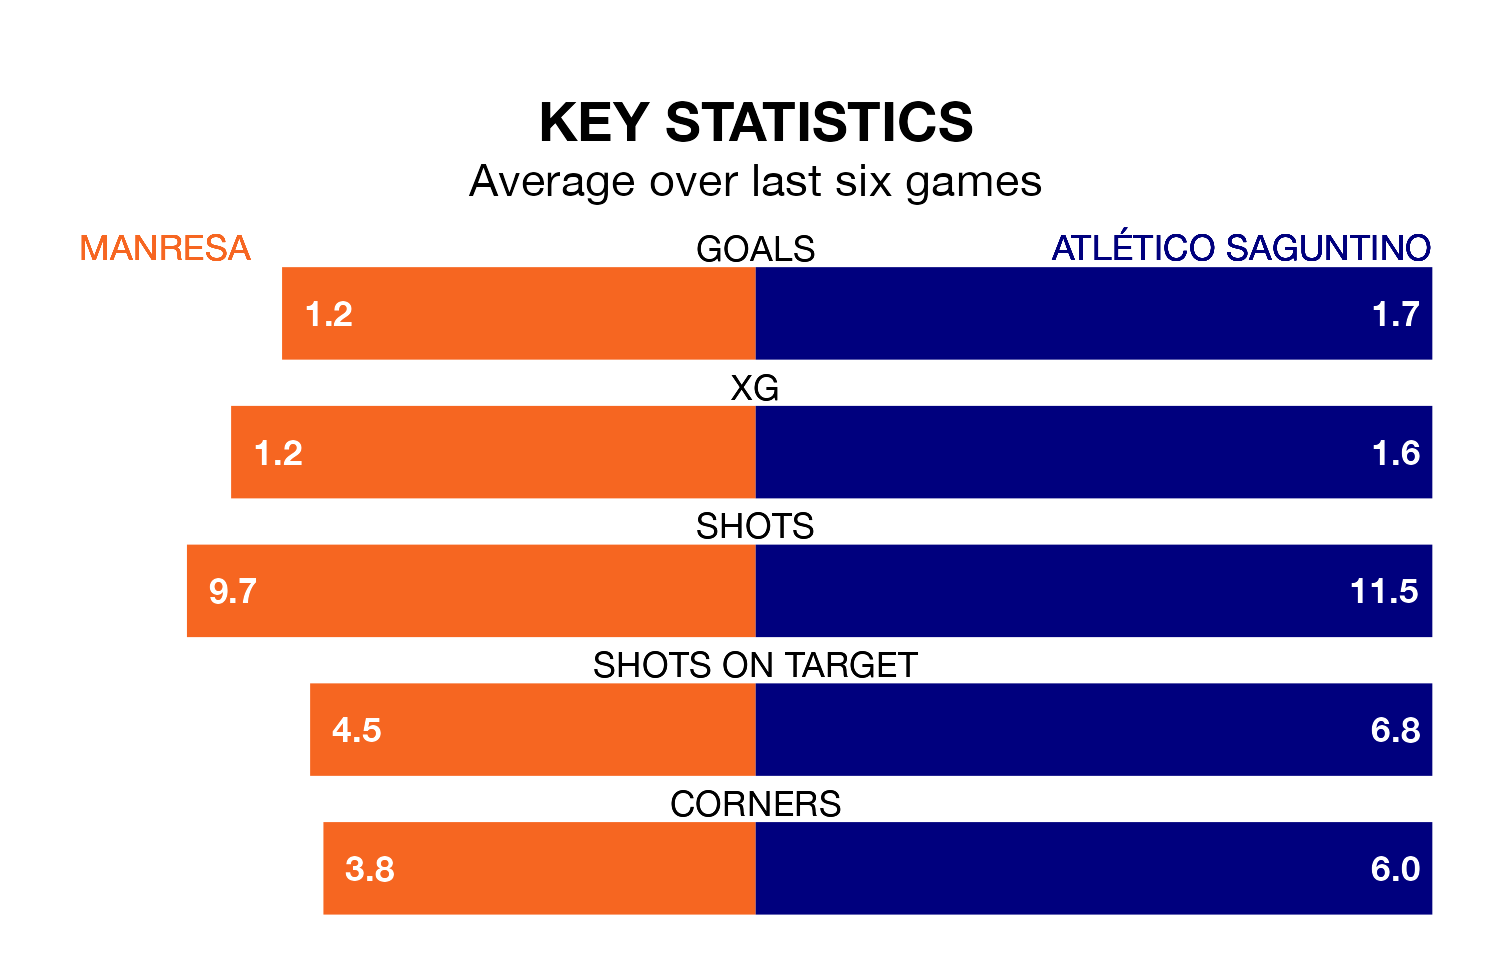 KEY STATISTICS
Average over last six games
MANRESA GOALS ATLÉTICO SAGUNTINO
1.2 1.7
XG
1.2 1.6
SHOTS
9.7 11.5
SHOTS ON TARGET
4.5 6.8
CORNERS
3.8 6.0